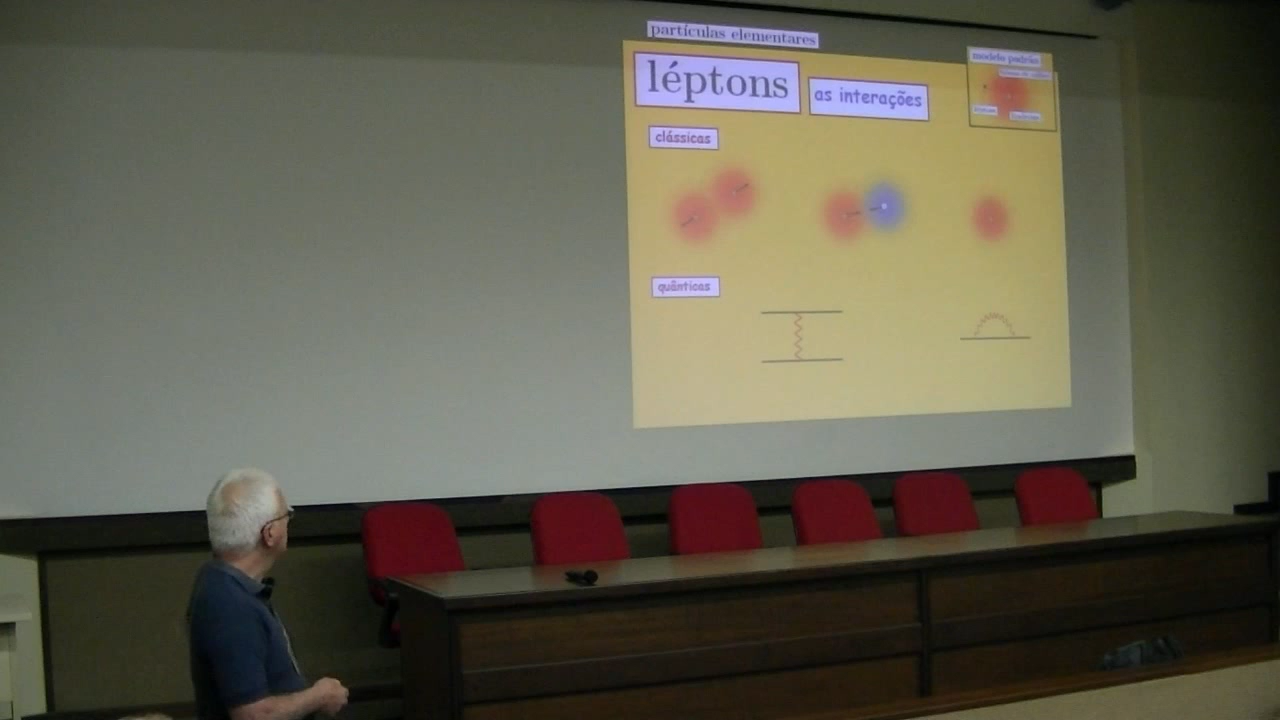 partículas elementares
léptons
as interações
modelo padrão
clássicas
quânticas